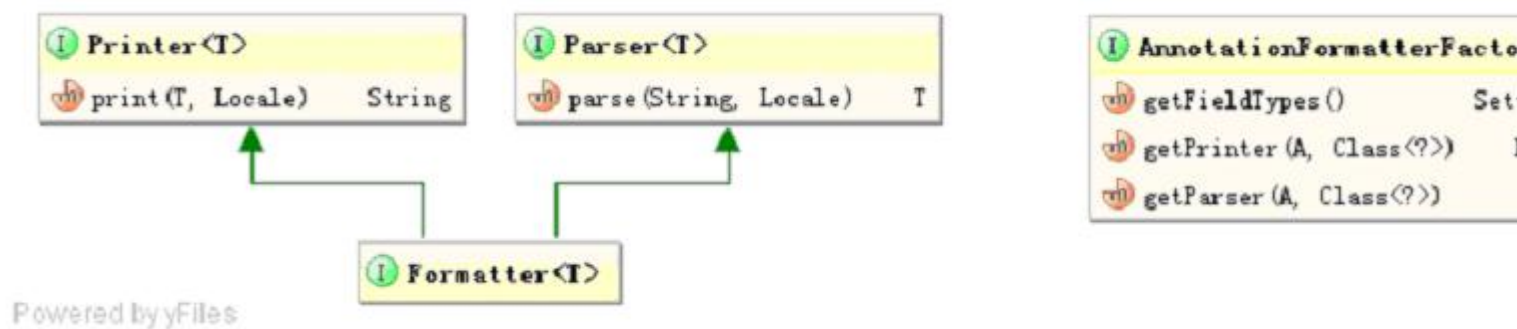 I Printer<T>
m print(T, Locale) String
I Parser<T>
m parse(String, Locale) T
I Formatter<T>
I AnnotationFormatterFacto
m getFieldTypes() Set
m getPrinter(A, Class<?>)
m getParser(A, Class<?>)
Powered by yFiles